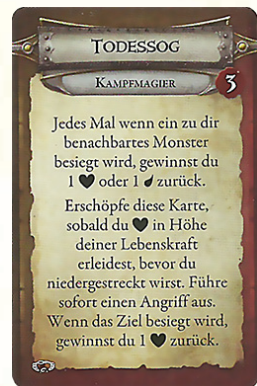 TODESSOG
KAMPFMAGIER
3
Jedes Mal wenn ein zu dir
benachbartes Monster
besiegt wird, gewinnst du
1 ♥ oder 1 zurück.
Erschöpfe diese Karte,
sobald du ♥ in Höhe
deiner Lebenskraft
erleidest, bevor du
niedergestreckt wirst. Führe
sofort einen Angriff aus.
Wenn das Ziel besiegt wird,
gewinnst du 1 ♥ zurück.